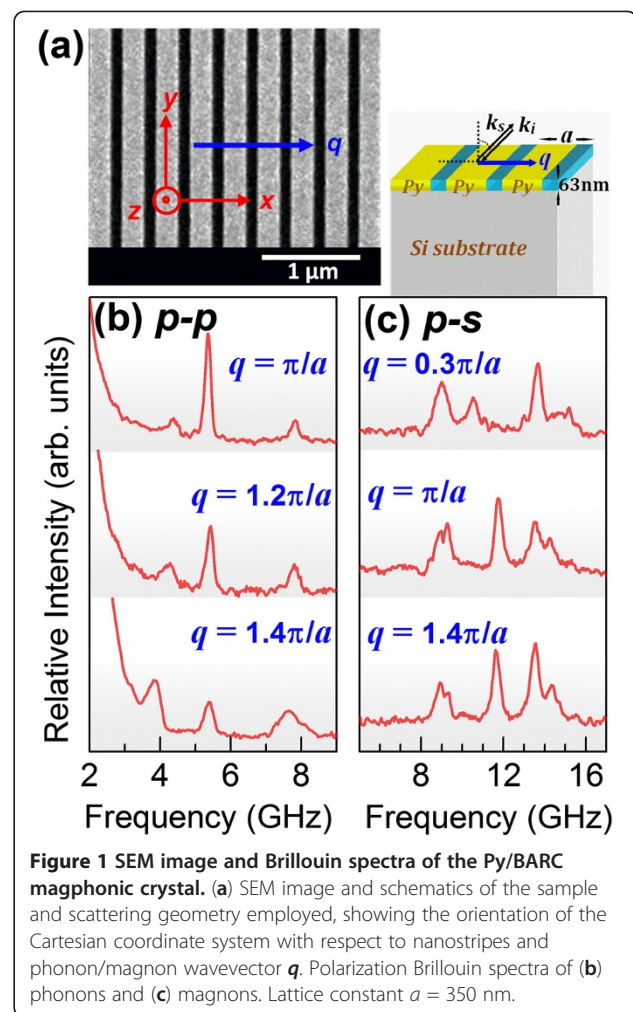 (a)
y
q
z
x
1 μm
kₛ kᵢ
a
q
Py Py Py
63nm
Si substrate
(b) p-p
q = π/a
q = 1.2π/a
q = 1.4π/a
(c) p-s
q = 0.3π/a
q = π/a
q = 1.4π/a
Relative Intensity (arb. units)
2 4 6 8
8 12 16
Frequency (GHz)
Frequency (GHz)
Figure 1 SEM image and Brillouin spectra of the Py/BARC
magphonic crystal. (a) SEM image and schematics of the sample
and scattering geometry employed, showing the orientation of the
Cartesian coordinate system with respect to nanostripes and
phonon/magnon wavevector q. Polarization Brillouin spectra of (b)
phonons and (c) magnons. Lattice constant a = 350 nm.